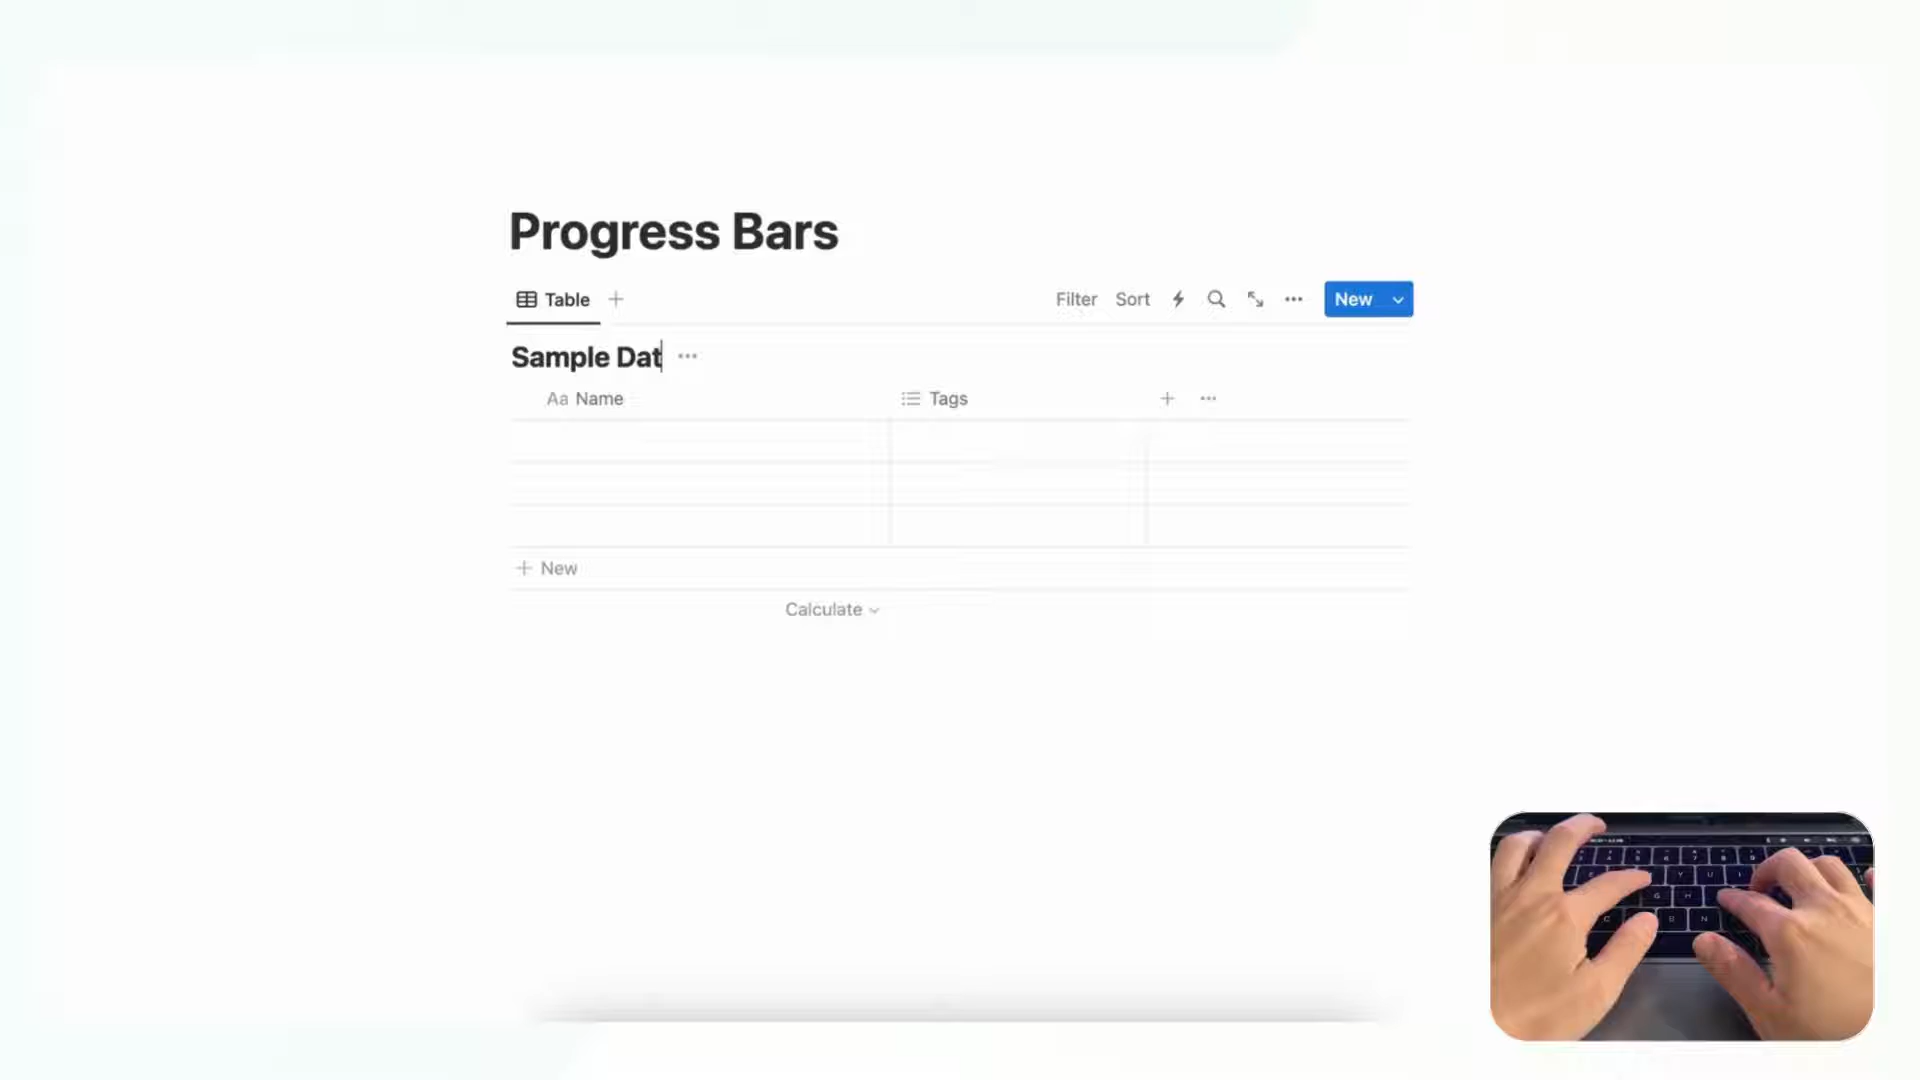 Progress Bars
Table Filter Sort New
Sample Dat
Aa Name Tags
New
Calculate